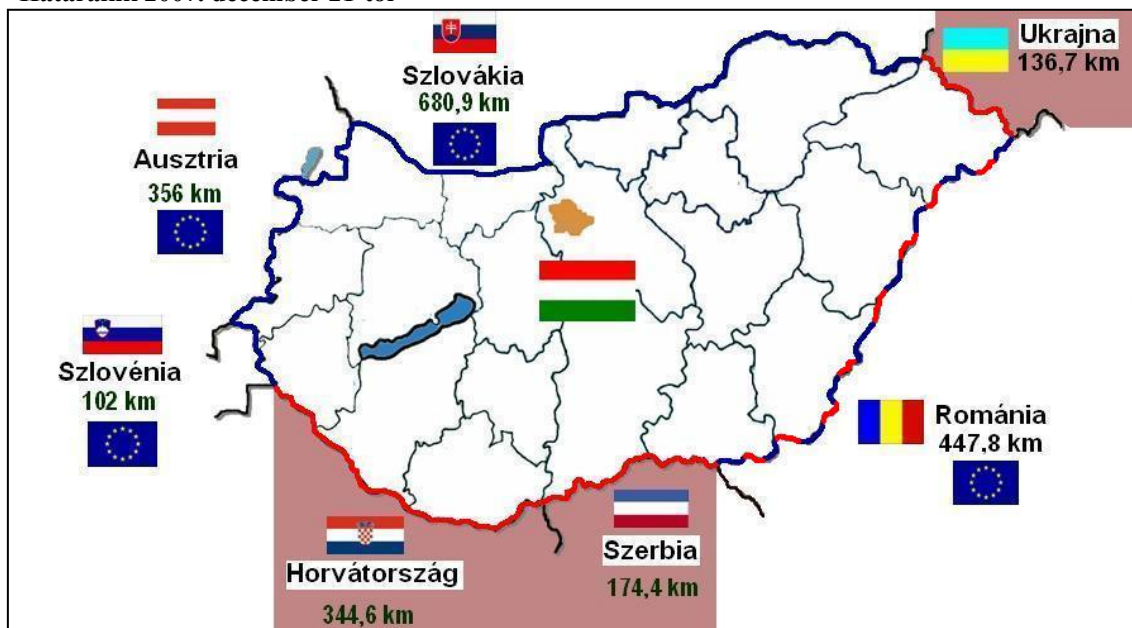 Határaink 2007. december 21-től
Szlovákia
680,9 km
Ukrajna
136,7 km
Ausztria
356 km
Szlovénia
102 km
Románia
447,8 km
Horvátország
344,6 km
Szerbia
174,4 km